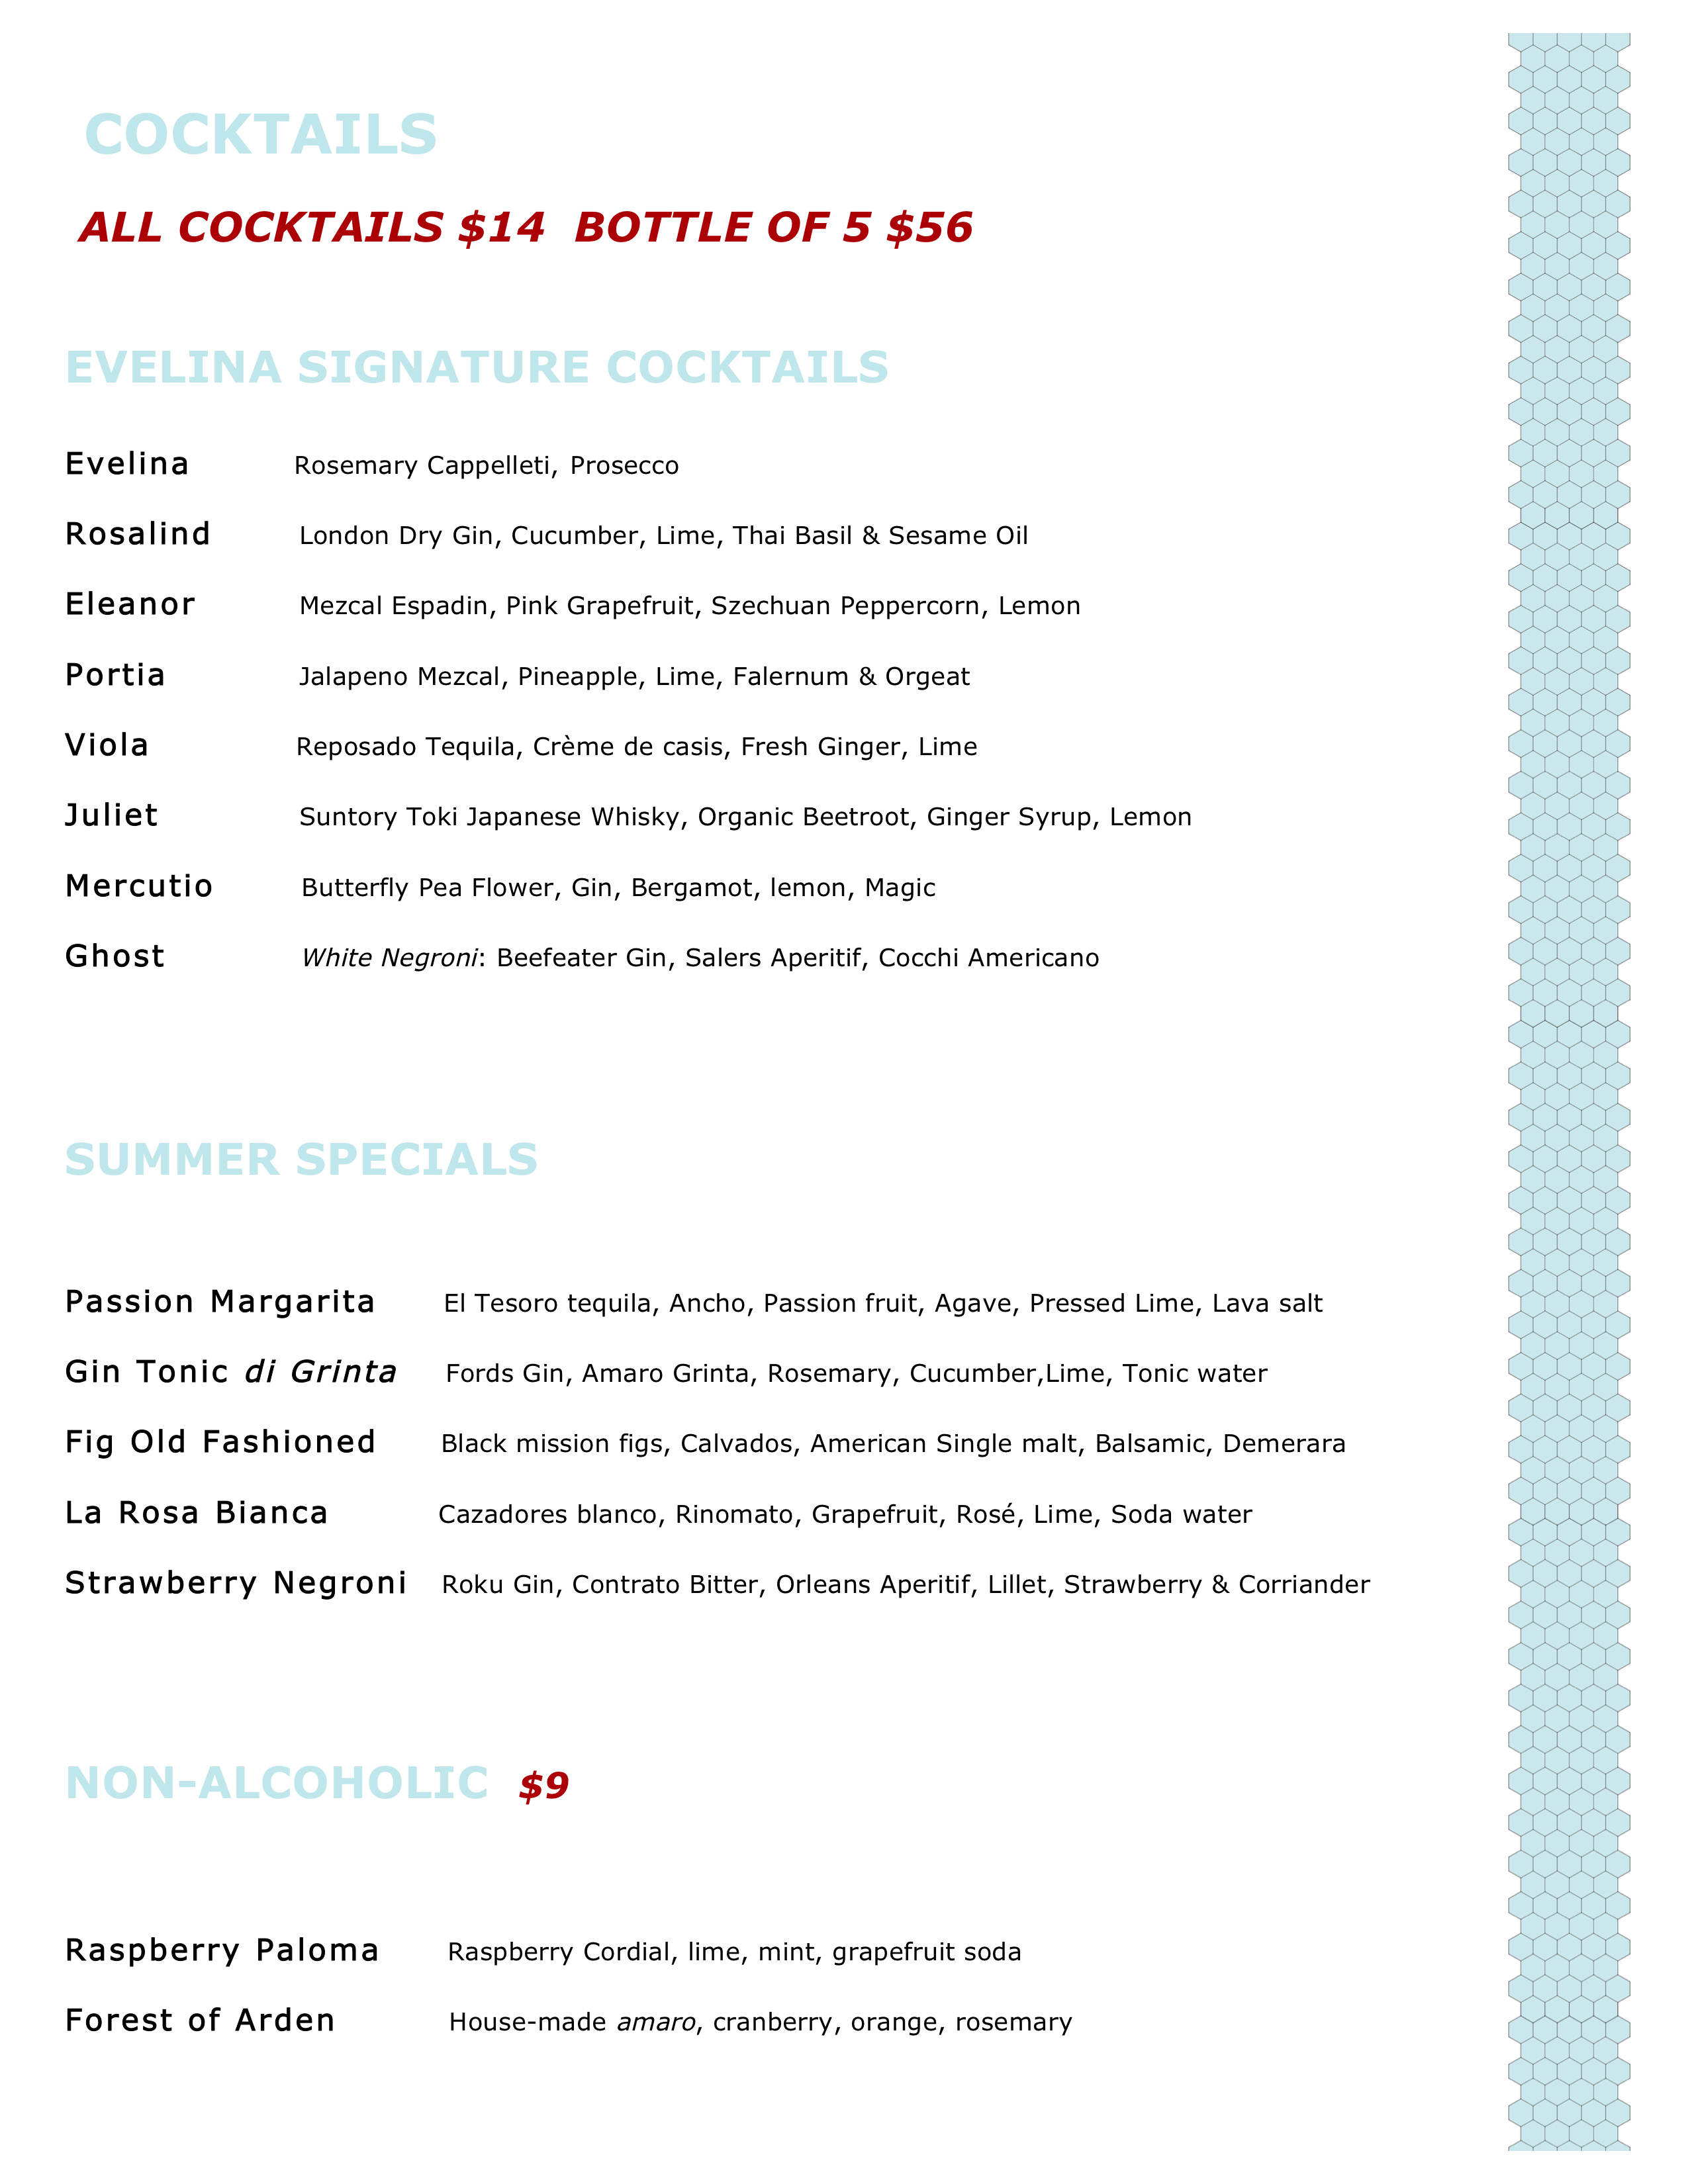 COCKTAILS
ALL COCKTAILS $14 BOTTLE OF 5 $56
EVELINA SIGNATURE COCKTAILS
Evelina Rosemary Cappelleti, Prosecco
Rosalind London Dry Gin, Cucumber, Lime, Thai Basil & Sesame Oil
Eleanor Mezcal Espadin, Pink Grapefruit, Szechuan Peppercorn, Lemon
Portia Jalapeno Mezcal, Pineapple, Lime, Falernum & Orgeat
Viola Reposado Tequila, Crème de casis, Fresh Ginger, Lime
Juliet Suntory Toki Japanese Whisky, Organic Beetroot, Ginger Syrup, Lemon
Mercutio Butterfly Pea Flower, Gin, Bergamot, lemon, Magic
Ghost White Negroni: Beefeater Gin, Salers Aperitif, Cocchi Americano
SUMMER SPECIALS
Passion Margarita El Tesoro tequila, Ancho, Passion fruit, Agave, Pressed Lime, Lava salt
Gin Tonic di Grinta Fords Gin, Amaro Grinta, Rosemary, Cucumber,Lime, Tonic water
Fig Old Fashioned Black mission figs, Calvados, American Single malt, Balsamic, Demerara
La Rosa Bianca Cazadores blanco, Rinomato, Grapefruit, Rosé, Lime, Soda water
Strawberry Negroni Roku Gin, Contrato Bitter, Orleans Aperitif, Lillet, Strawberry & Corriander
NON-ALCOHOLIC $9
Raspberry Paloma Raspberry Cordial, lime, mint, grapefruit soda
Forest of Arden House-made amaro, cranberry, orange, rosemary